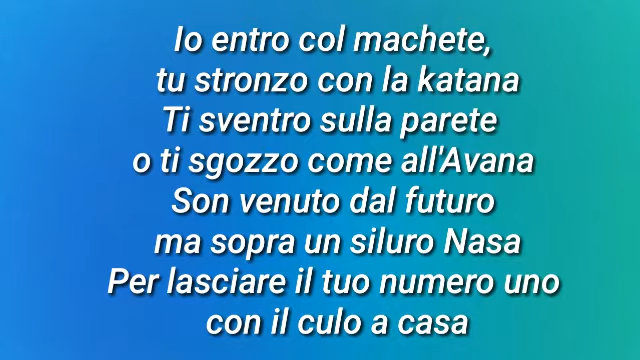 Io entro col machete,
tu stronzo con la katana
Ti sventro sulla parete
o ti sgozzo come all'Avana
Son venuto dal futuro
ma sopra un siluro Nasa
Per lasciare il tuo numero uno
con il culo a casa